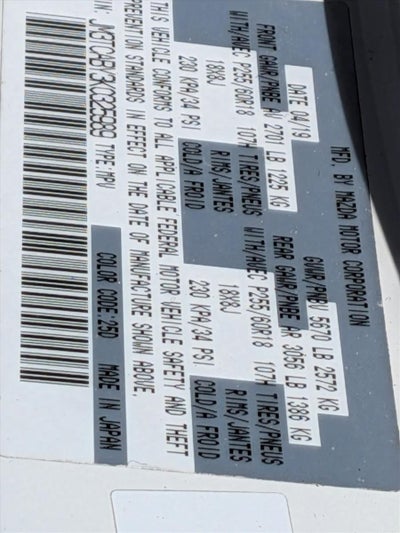 MFD. BY MAZDA MOTOR CORPORATION
DATE 04/19 GVWR/PNBV 5670 LB 2572 KG
FRONT GAWR/PNBE AV 2701 LB 1225 KG REAR GAWR/PNBE AR 3056 LB 1386 KG
WITH/AVEC P255/60R18 107H TIRES/PNEUS WITH/AVEC P255/60R18 107H TIRES/PNEUS
18X8J RIMS/JANTES 18X8J RIMS/JANTES
230 KPA/34 PSI COLD/A FROID 230 KPA/34 PSI COLD/A FROID
THIS VEHICLE CONFORMS TO ALL APPLICABLE FEDERAL MOTOR VEHICLE SAFETY AND THEFT
PREVENTION STANDARDS IN EFFECT ON THE DATE OF MANUFACTURE SHOWN ABOVE.
TYPE:MPV COLOR CODE:25D MADE IN JAPAN